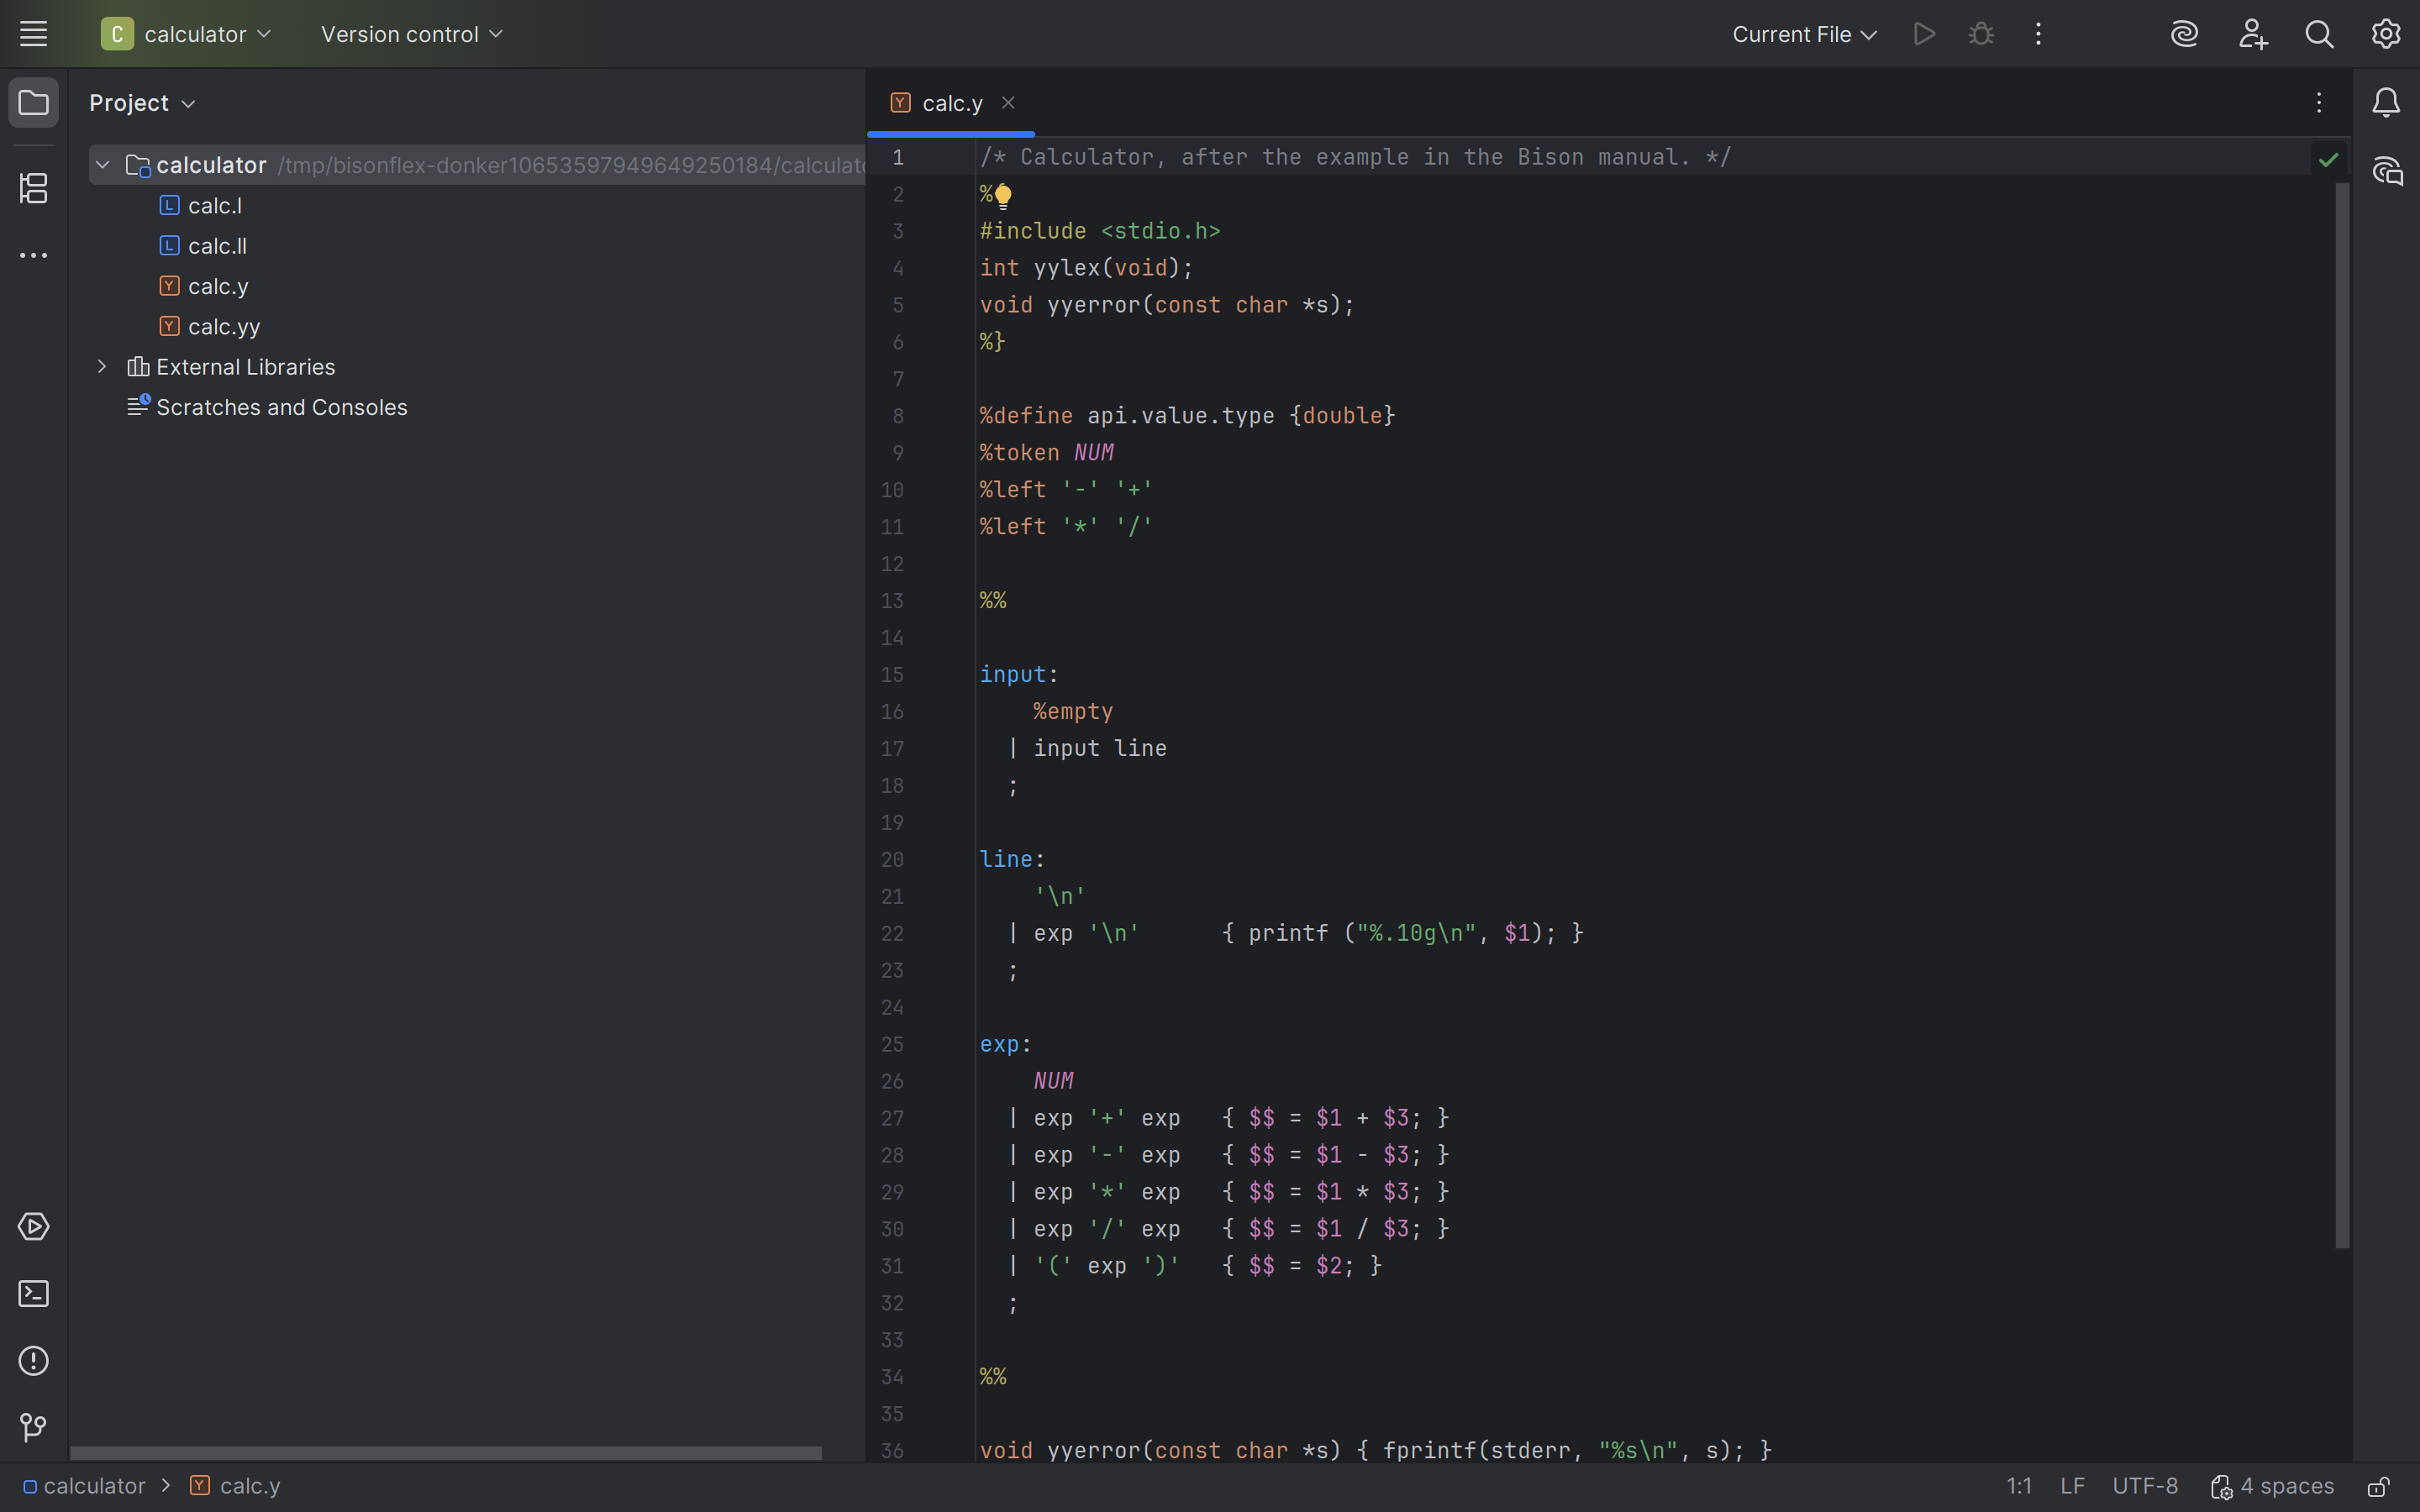 C calculator Version control Current File
Project
calculator /tmp/bisonflex-donker10653597949649250184/calculato
calc.l
calc.ll
calc.y
calc.yy
External Libraries
Scratches and Consoles
calc.y
1 /* Calculator, after the example in the Bison manual. */
2 %
3 #include <stdio.h>
4 int yylex(void);
5 void yyerror(const char *s);
6 %}
7
8 %define api.value.type {double}
9 %token NUM
10 %left '-' '+'
11 %left '*' '/'
12
13 %%
14
15 input:
16 %empty
17 | input line
18 ;
19
20 line:
21 '\n'
22 | exp '\n' { printf ("%.10g\n", $1); }
23 ;
24
25 exp:
26 NUM
27 | exp '+' exp { $$ = $1 + $3; }
28 | exp '-' exp { $$ = $1 - $3; }
29 | exp '*' exp { $$ = $1 * $3; }
30 | exp '/' exp { $$ = $1 / $3; }
31 | '(' exp ')' { $$ = $2; }
32 ;
33
34 %%
35
36 void yyerror(const char *s) { fprintf(stderr, "%s\n", s); }
calculator > calc.y 1:1 LF UTF-8 4 spaces